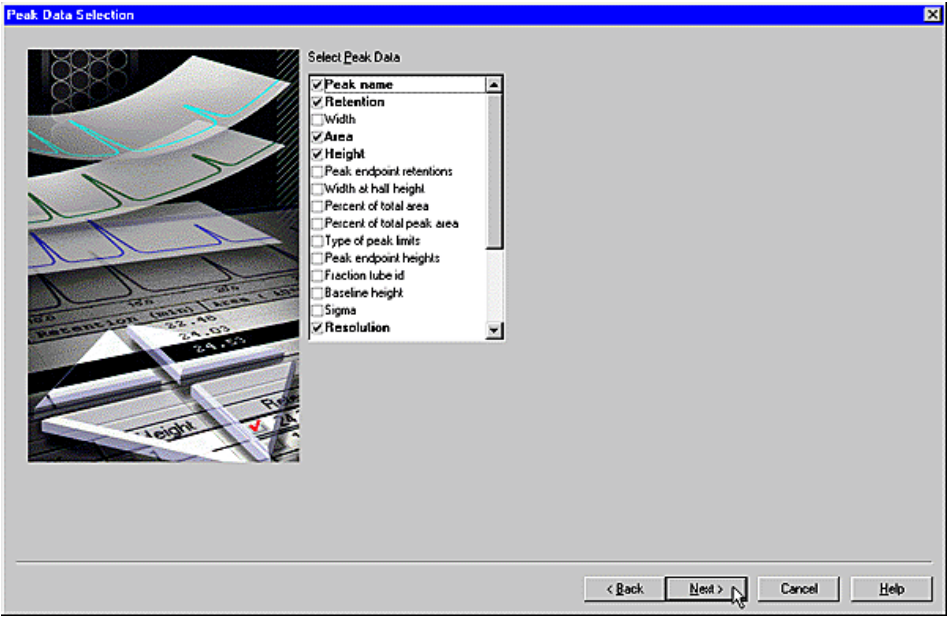 Peak Data Selection
Select Peak Data
Peak name
Retention
Width
Area
Height
Peak endpoint retentions
Width at half height
Percent of total area
Percent of total peak area
Type of peak limits
Peak endpoint heights
Fraction tube id
Baseline height
Sigma
Resolution
Retention (min)
Area (
22.48
24.03
24.53
Height
< Back
Next >
Cancel
Help